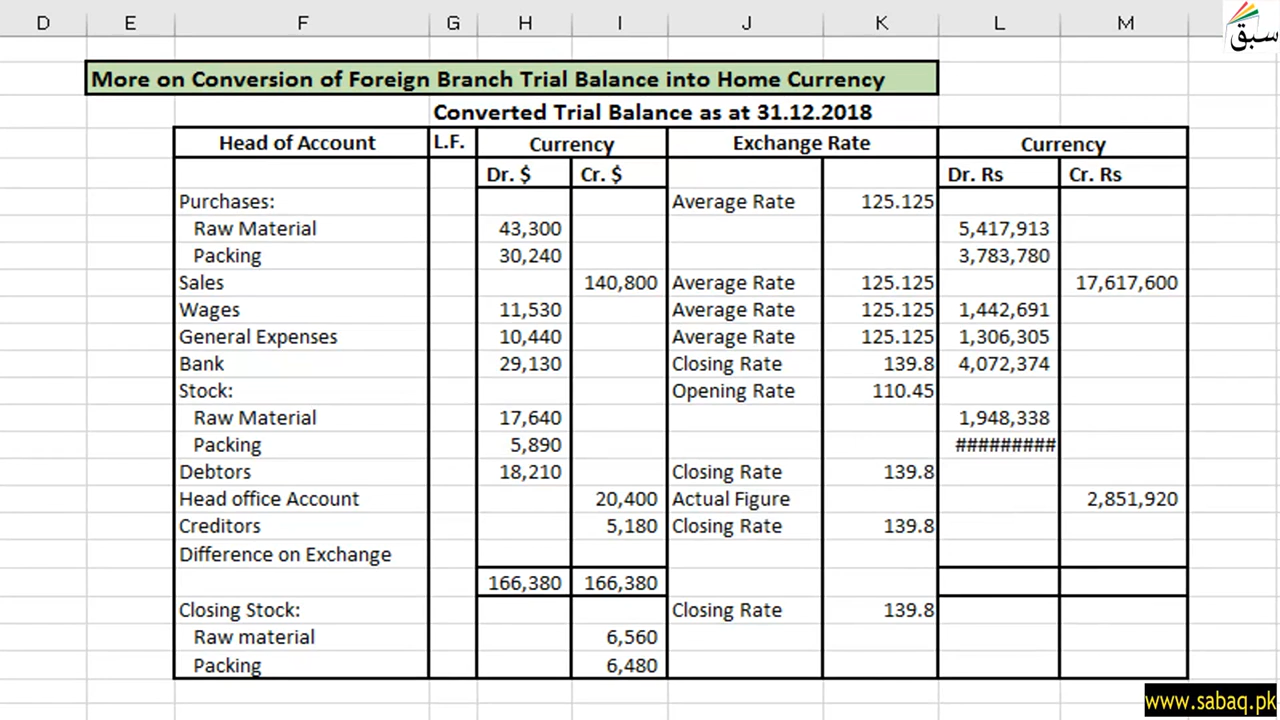 D E F G H I J K L M
سبق
More on Conversion of Foreign Branch Trial Balance into Home Currency
Converted Trial Balance as at 31.12.2018
Head of Account L.F. Currency Exchange Rate Currency
Dr. $ Cr. $ Dr. Rs Cr. Rs
Purchases: Average Rate 125.125
Raw Material 43,300 5,417,913
Packing 30,240 3,783,780
Sales 140,800 Average Rate 125.125 17,617,600
Wages 11,530 Average Rate 125.125 1,442,691
General Expenses 10,440 Average Rate 125.125 1,306,305
Bank 29,130 Closing Rate 139.8 4,072,374
Stock: Opening Rate 110.45
Raw Material 17,640 1,948,338
Packing 5,890 #########
Debtors 18,210 Closing Rate 139.8
Head office Account 20,400 Actual Figure 2,851,920
Creditors 5,180 Closing Rate 139.8
Difference on Exchange
166,380 166,380
Closing Stock: Closing Rate 139.8
Raw material 6,560
Packing 6,480
www.sabaq.pk